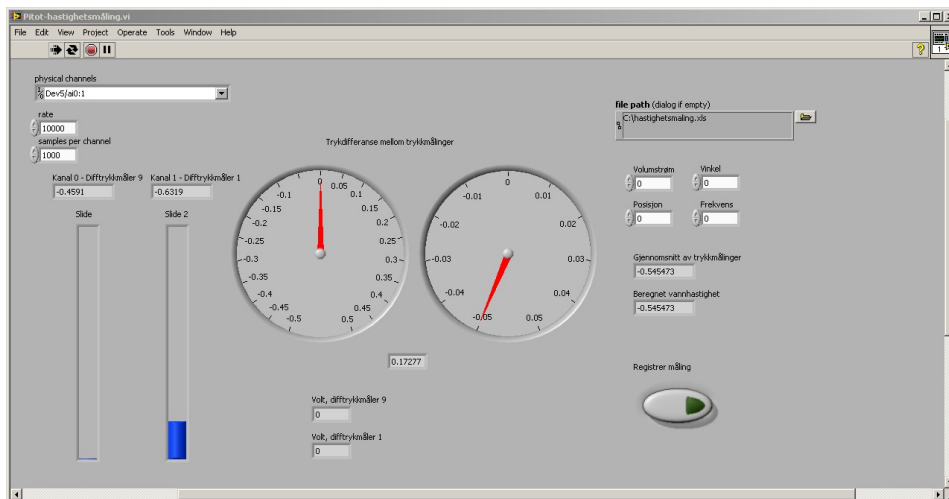 Pitot-hastighetsmåling.vi
File Edit View Project Operate Tools Window Help
physical channels
Dev5/ai0:1
rate
10000
samples per channel
1000
Kanal 0 - Difftrykmåler 9 Kanal 1 - Difftrykmåler 1
-0.4591 -0.6319
Slide Slide 2
Trykdifferanse mellom trykkmålinger
0
-0.1 0.05 0.1
-0.15 0.15
-0.2 0.2
-0.25 0.25
-0.3 0.3
-0.35 0.35
-0.4 0.4
-0.45 0.45
-0.5 0.5
0
-0.01 0.01
-0.02 0.02
-0.03 0.03
-0.04 0.04
-0.05 0.05
0.17277
Volt, difftrykkmåler 9
0
Volt, difftrykmåler 1
0
file path (dialog if empty)
C:\hastighetsmaling.xls
Volumstrøm Vinkel
0 0
Posisjon Frekvens
0 0
Gjennomsnitt av trykkmålinger
-0.545473
Beregnet vannhastighet
-0.545473
Registrer måling